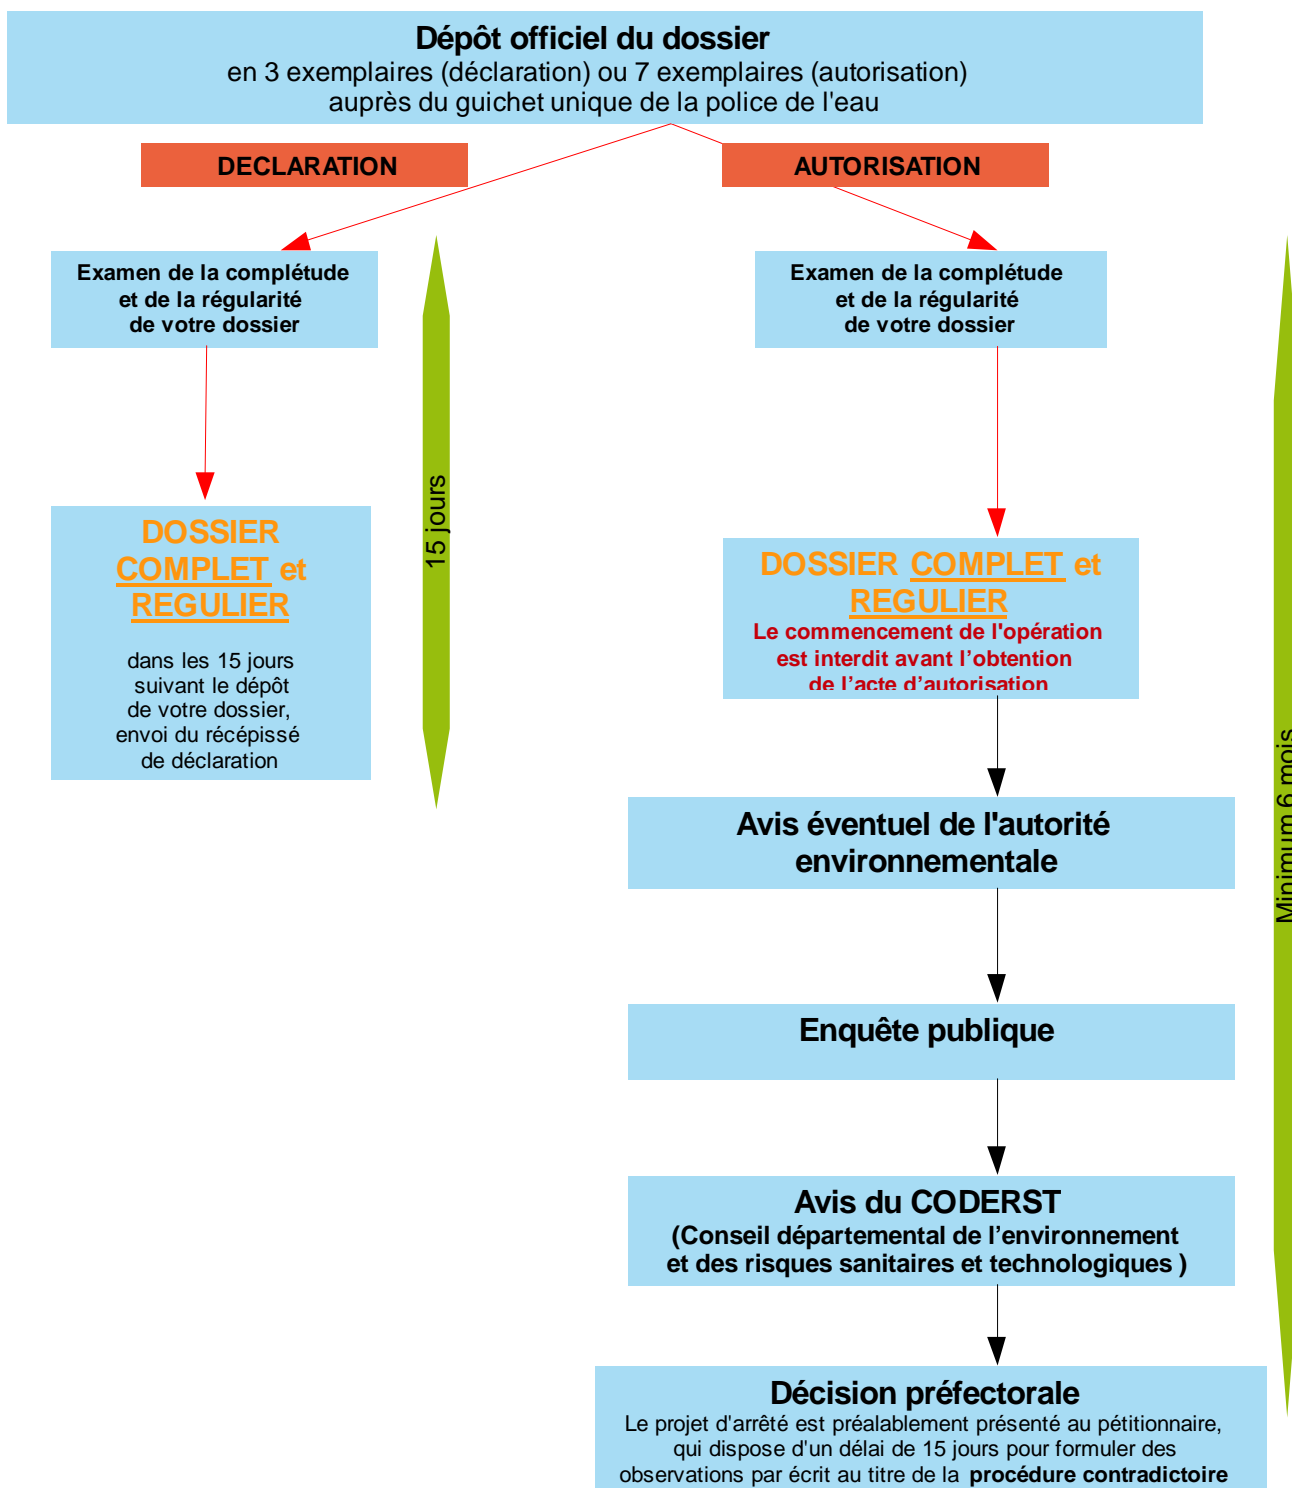 Dépôt officiel du dossier
en 3 exemplaires (déclaration) ou 7 exemplaires (autorisation)
auprès du guichet unique de la police de l'eau
DECLARATION
AUTORISATION
Examen de la complétude
et de la régularité
de votre dossier
Examen de la complétude
et de la régularité
de votre dossier
15 jours
DOSSIER
COMPLET et
REGULIER
dans les 15 jours
suivant le dépôt
de votre dossier,
envoi du récépissé
de déclaration
DOSSIER COMPLET et
REGULIER
Le commencement de l'opération
est interdit avant l’obtention
de l’acte d’autorisation
Minimum 6 mois
Avis éventuel de l'autorité
environnementale
Enquête publique
Avis du CODERST
(Conseil départemental de l’environnement
et des risques sanitaires et technologiques )
Décision préfectorale
Le projet d'arrêté est préalablement présenté au pétitionnaire,
qui dispose d'un délai de 15 jours pour formuler des
observations par écrit au titre de la procédure contradictoire